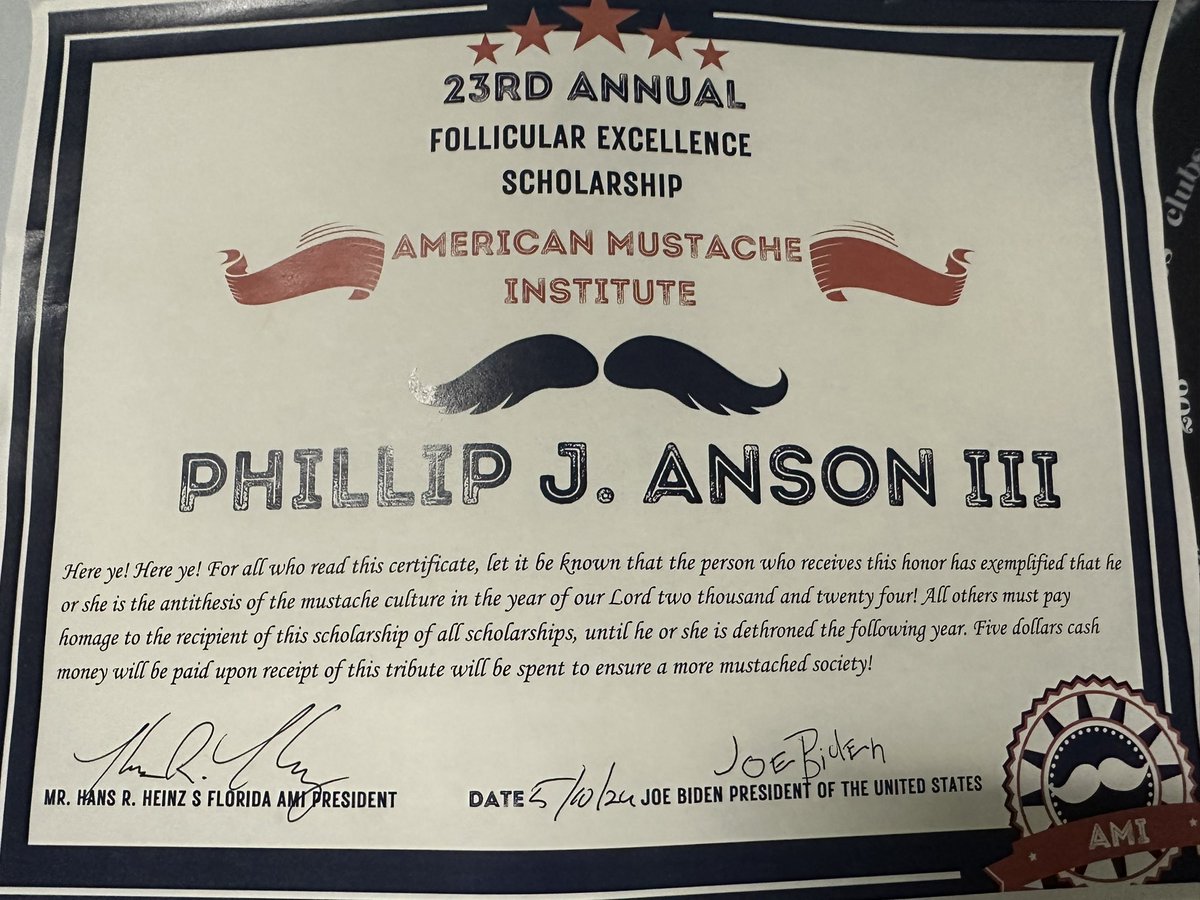 23RD ANNUAL
FOLLICULAR EXCELLENCE
SCHOLARSHIP
AMERICAN MUSTACHE
INSTITUTE
PHILLIP J. ANSON III
Here ye! Here ye! For all who read this certificate, let it be known that the person who receives this honor has exemplified that he
or she is the antithesis of the mustache culture in the year of our Lord two thousand and twenty four! All others must pay
homage to the recipient of this scholarship of all scholarships, until he or she is dethroned the following year. Five dollars cash
money will be paid upon receipt of this tribute will be spent to ensure a more mustached society!
Joe Biden
MR. HANS R. HEINZ S FLORIDA AMI PRESIDENT
DATE 5/10/24 JOE BIDEN PRESIDENT OF THE UNITED STATES
AMI
clubs